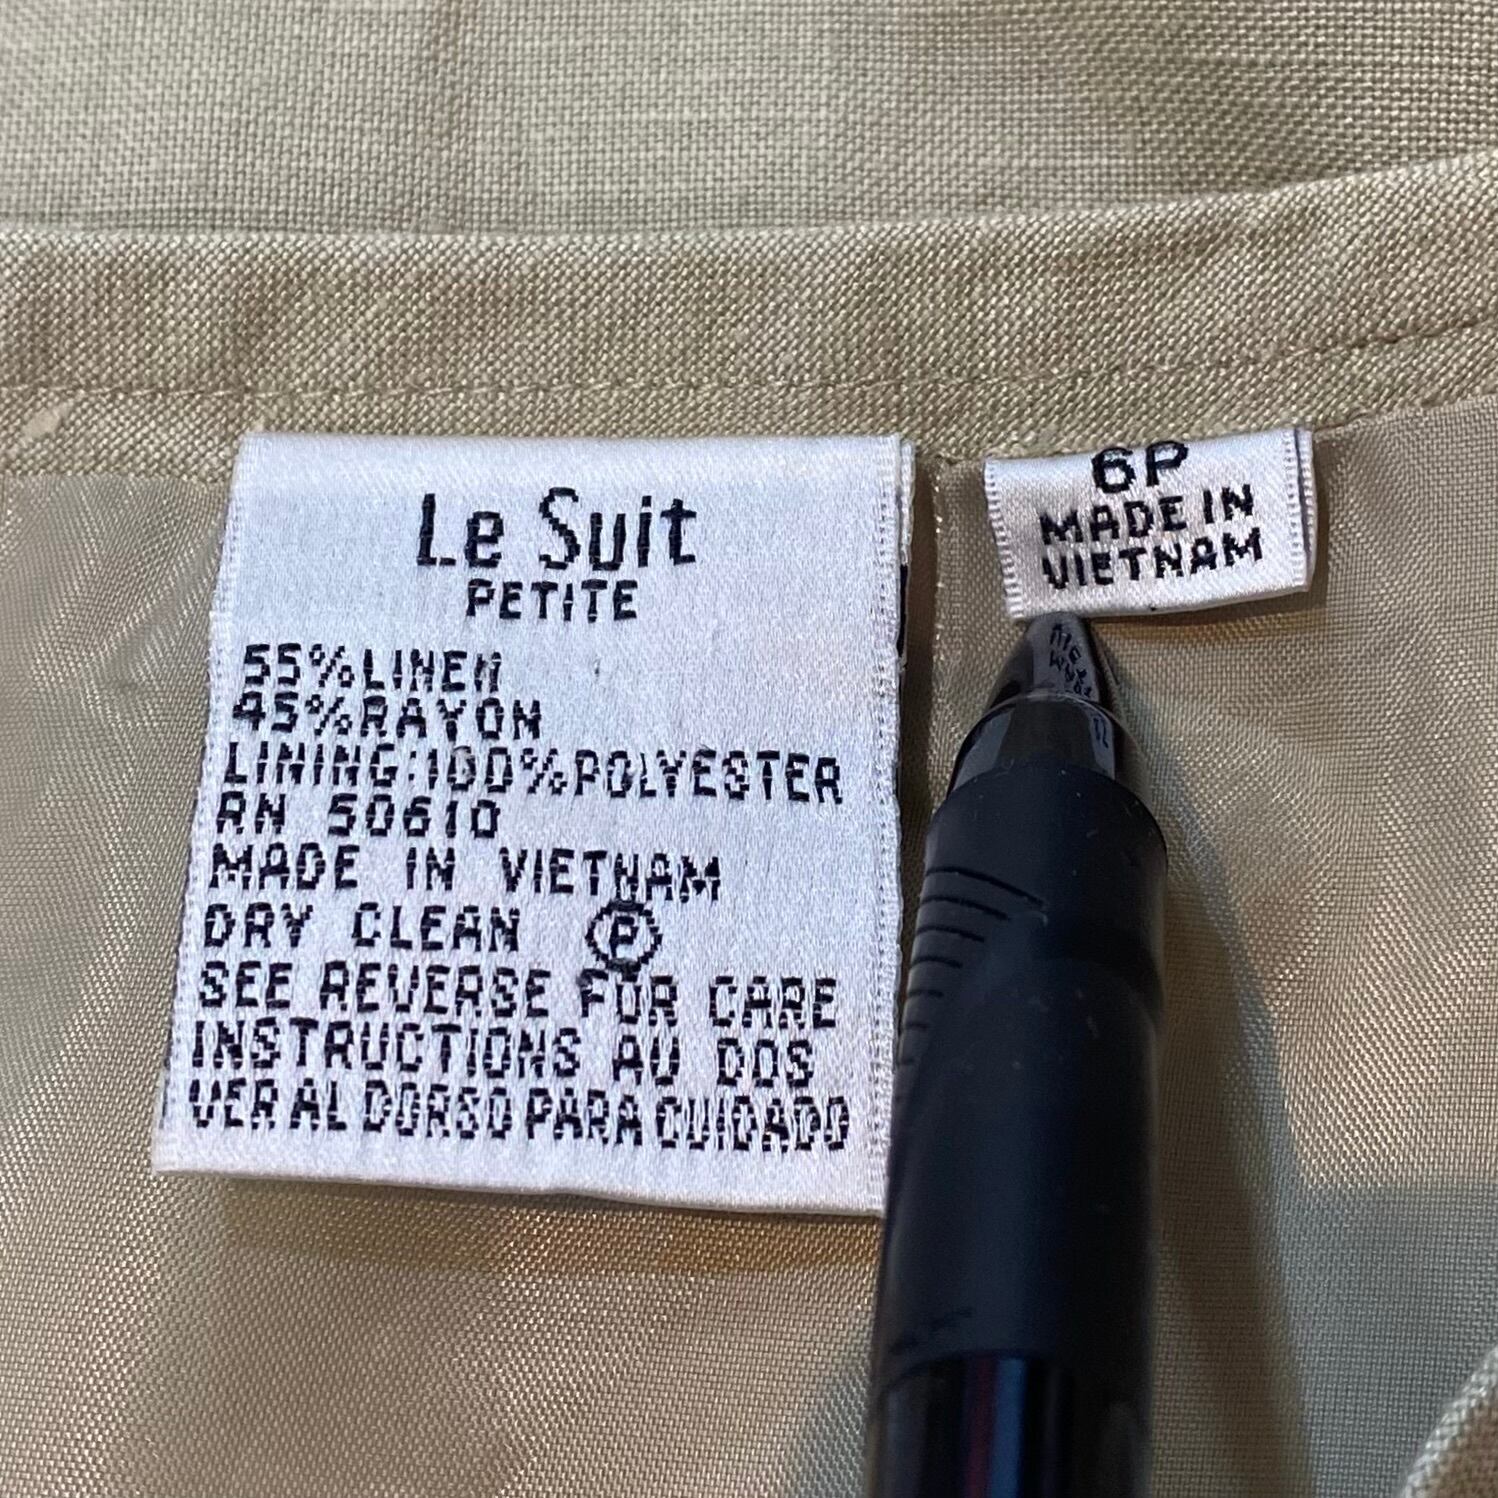 Le Suit
PETITE
55%LINEN
45%RAYON
LINING:100%POLYESTER
RN 50610
MADE IN VIETNAM
DRY CLEAN Ⓟ
SEE REVERSE FOR CARE
INSTRUCTIONS AU DOS
VER AL DORSO PARA CUIDADO
6P
MADE IN
VIETNAM